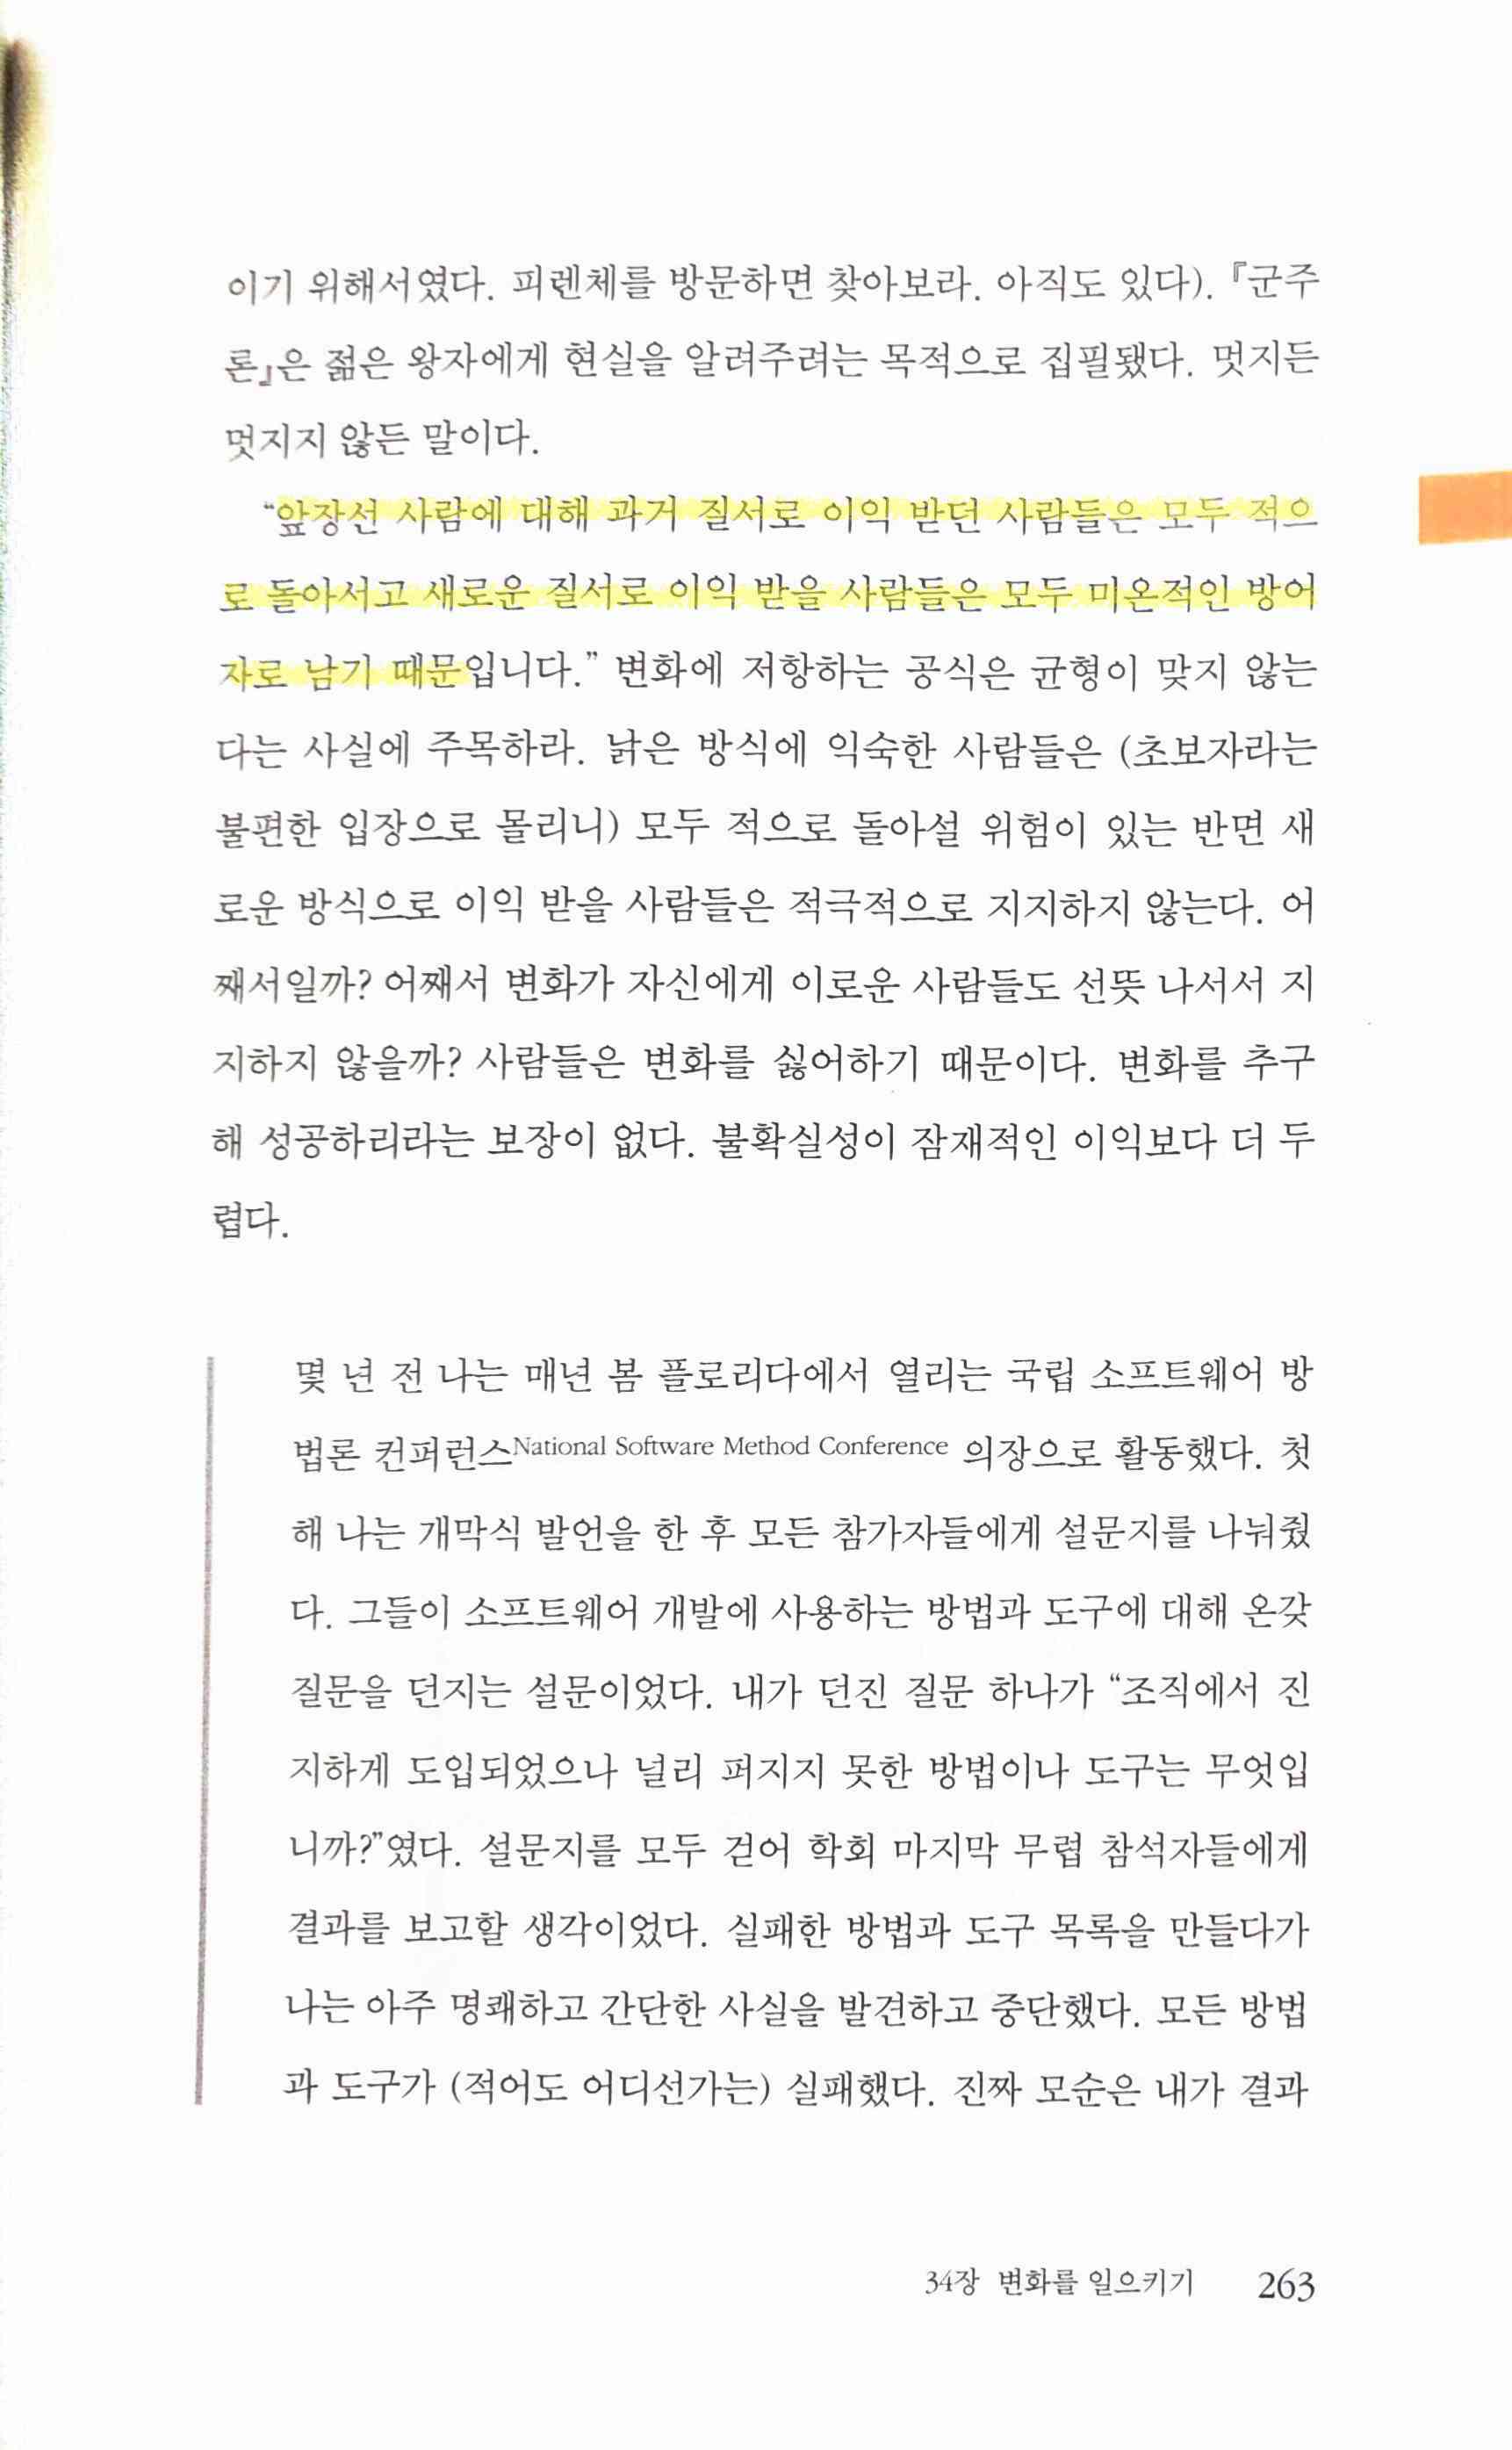 이기 위해서였다. 피렌체를 방문하면 찾아보라. 아직도 있다). 『군주
론』은 젊은 왕자에게 현실을 알려주려는 목적으로 집필됐다. 멋지든
멋지지 않든 말이다.
“앞장선 사람에 대해 과거 질서로 이익 받던 사람들은 모두 적으
로 돌아서고 새로운 질서로 이익 받을 사람들은 모두 미온적인 방어
자로 남기 때문입니다.” 변화에 저항하는 공식은 균형이 맞지 않는
다는 사실에 주목하라. 낡은 방식에 익숙한 사람들은 (초보자라는
불편한 입장으로 몰리니) 모두 적으로 돌아설 위험이 있는 반면 새
로운 방식으로 이익 받을 사람들은 적극적으로 지지하지 않는다. 어
째서일까? 어째서 변화가 자신에게 이로운 사람들도 선뜻 나서서 지
지하지 않을까? 사람들은 변화를 싫어하기 때문이다. 변화를 추구
해 성공하리라는 보장이 없다. 불확실성이 잠재적인 이익보다 더 두
렵다.
몇 년 전 나는 매년 봄 플로리다에서 열리는 국립 소프트웨어 방
법론 컨퍼런스National Software Method Conference 의장으로 활동했다. 첫
해 나는 개막식 발언을 한 후 모든 참가자들에게 설문지를 나눠줬
다. 그들이 소프트웨어 개발에 사용하는 방법과 도구에 대해 온갖
질문을 던지는 설문이었다. 내가 던진 질문 하나가 “조직에서 진
지하게 도입되었으나 널리 퍼지지 못한 방법이나 도구는 무엇입
니까?”였다. 설문지를 모두 걷어 학회 마지막 무렵 참석자들에게
결과를 보고할 생각이었다. 실패한 방법과 도구 목록을 만들다가
나는 아주 명쾌하고 간단한 사실을 발견하고 중단했다. 모든 방법
과 도구가 (적어도 어디선가는) 실패했다. 진짜 모순은 내가 결과
34장 변화를 일으키기 263